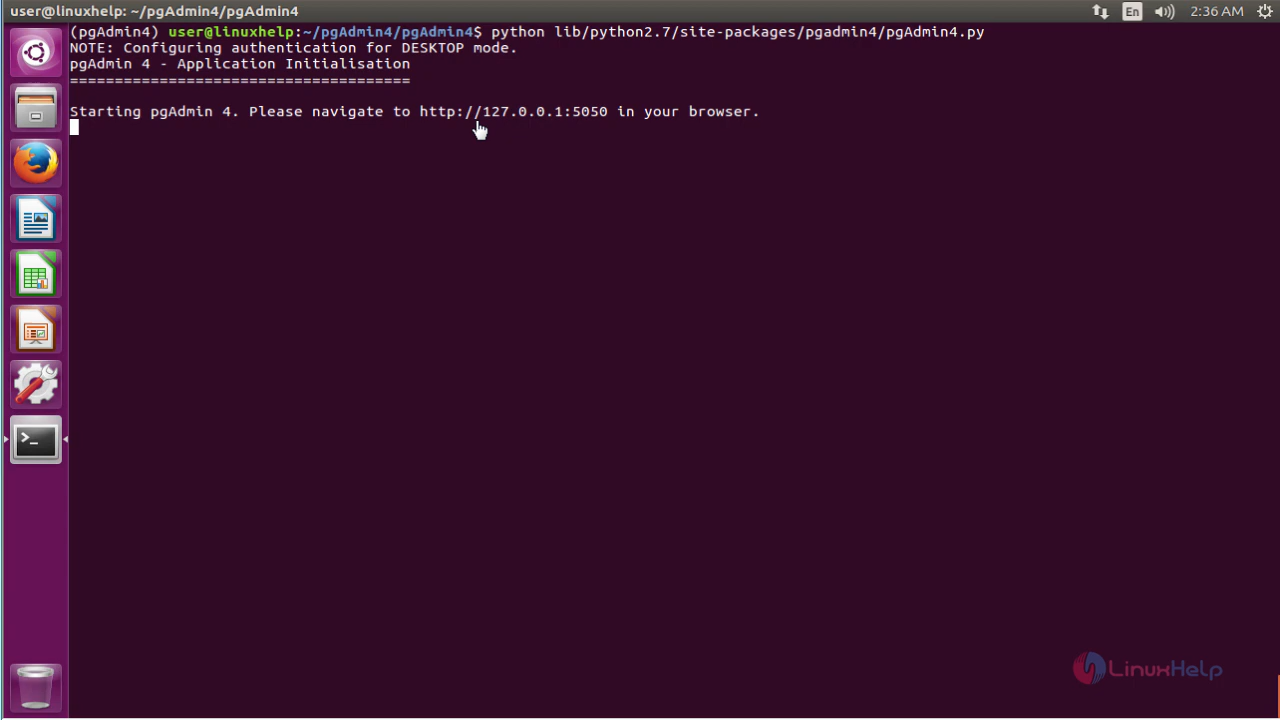 user@linuxhelp: ~/pgAdmin4/pgAdmin4
En
2:36 AM
(pgAdmin4) user@linuxhelp:~/pgAdmin4/pgAdmin4$ python lib/python2.7/site-packages/pgadmin4/pgAdmin4.py
NOTE: Configuring authentication for DESKTOP mode.
pgAdmin 4 - Application Initialisation
======================================
Starting pgAdmin 4. Please navigate to http://127.0.0.1:5050 in your browser.
>_
LinuxHelp